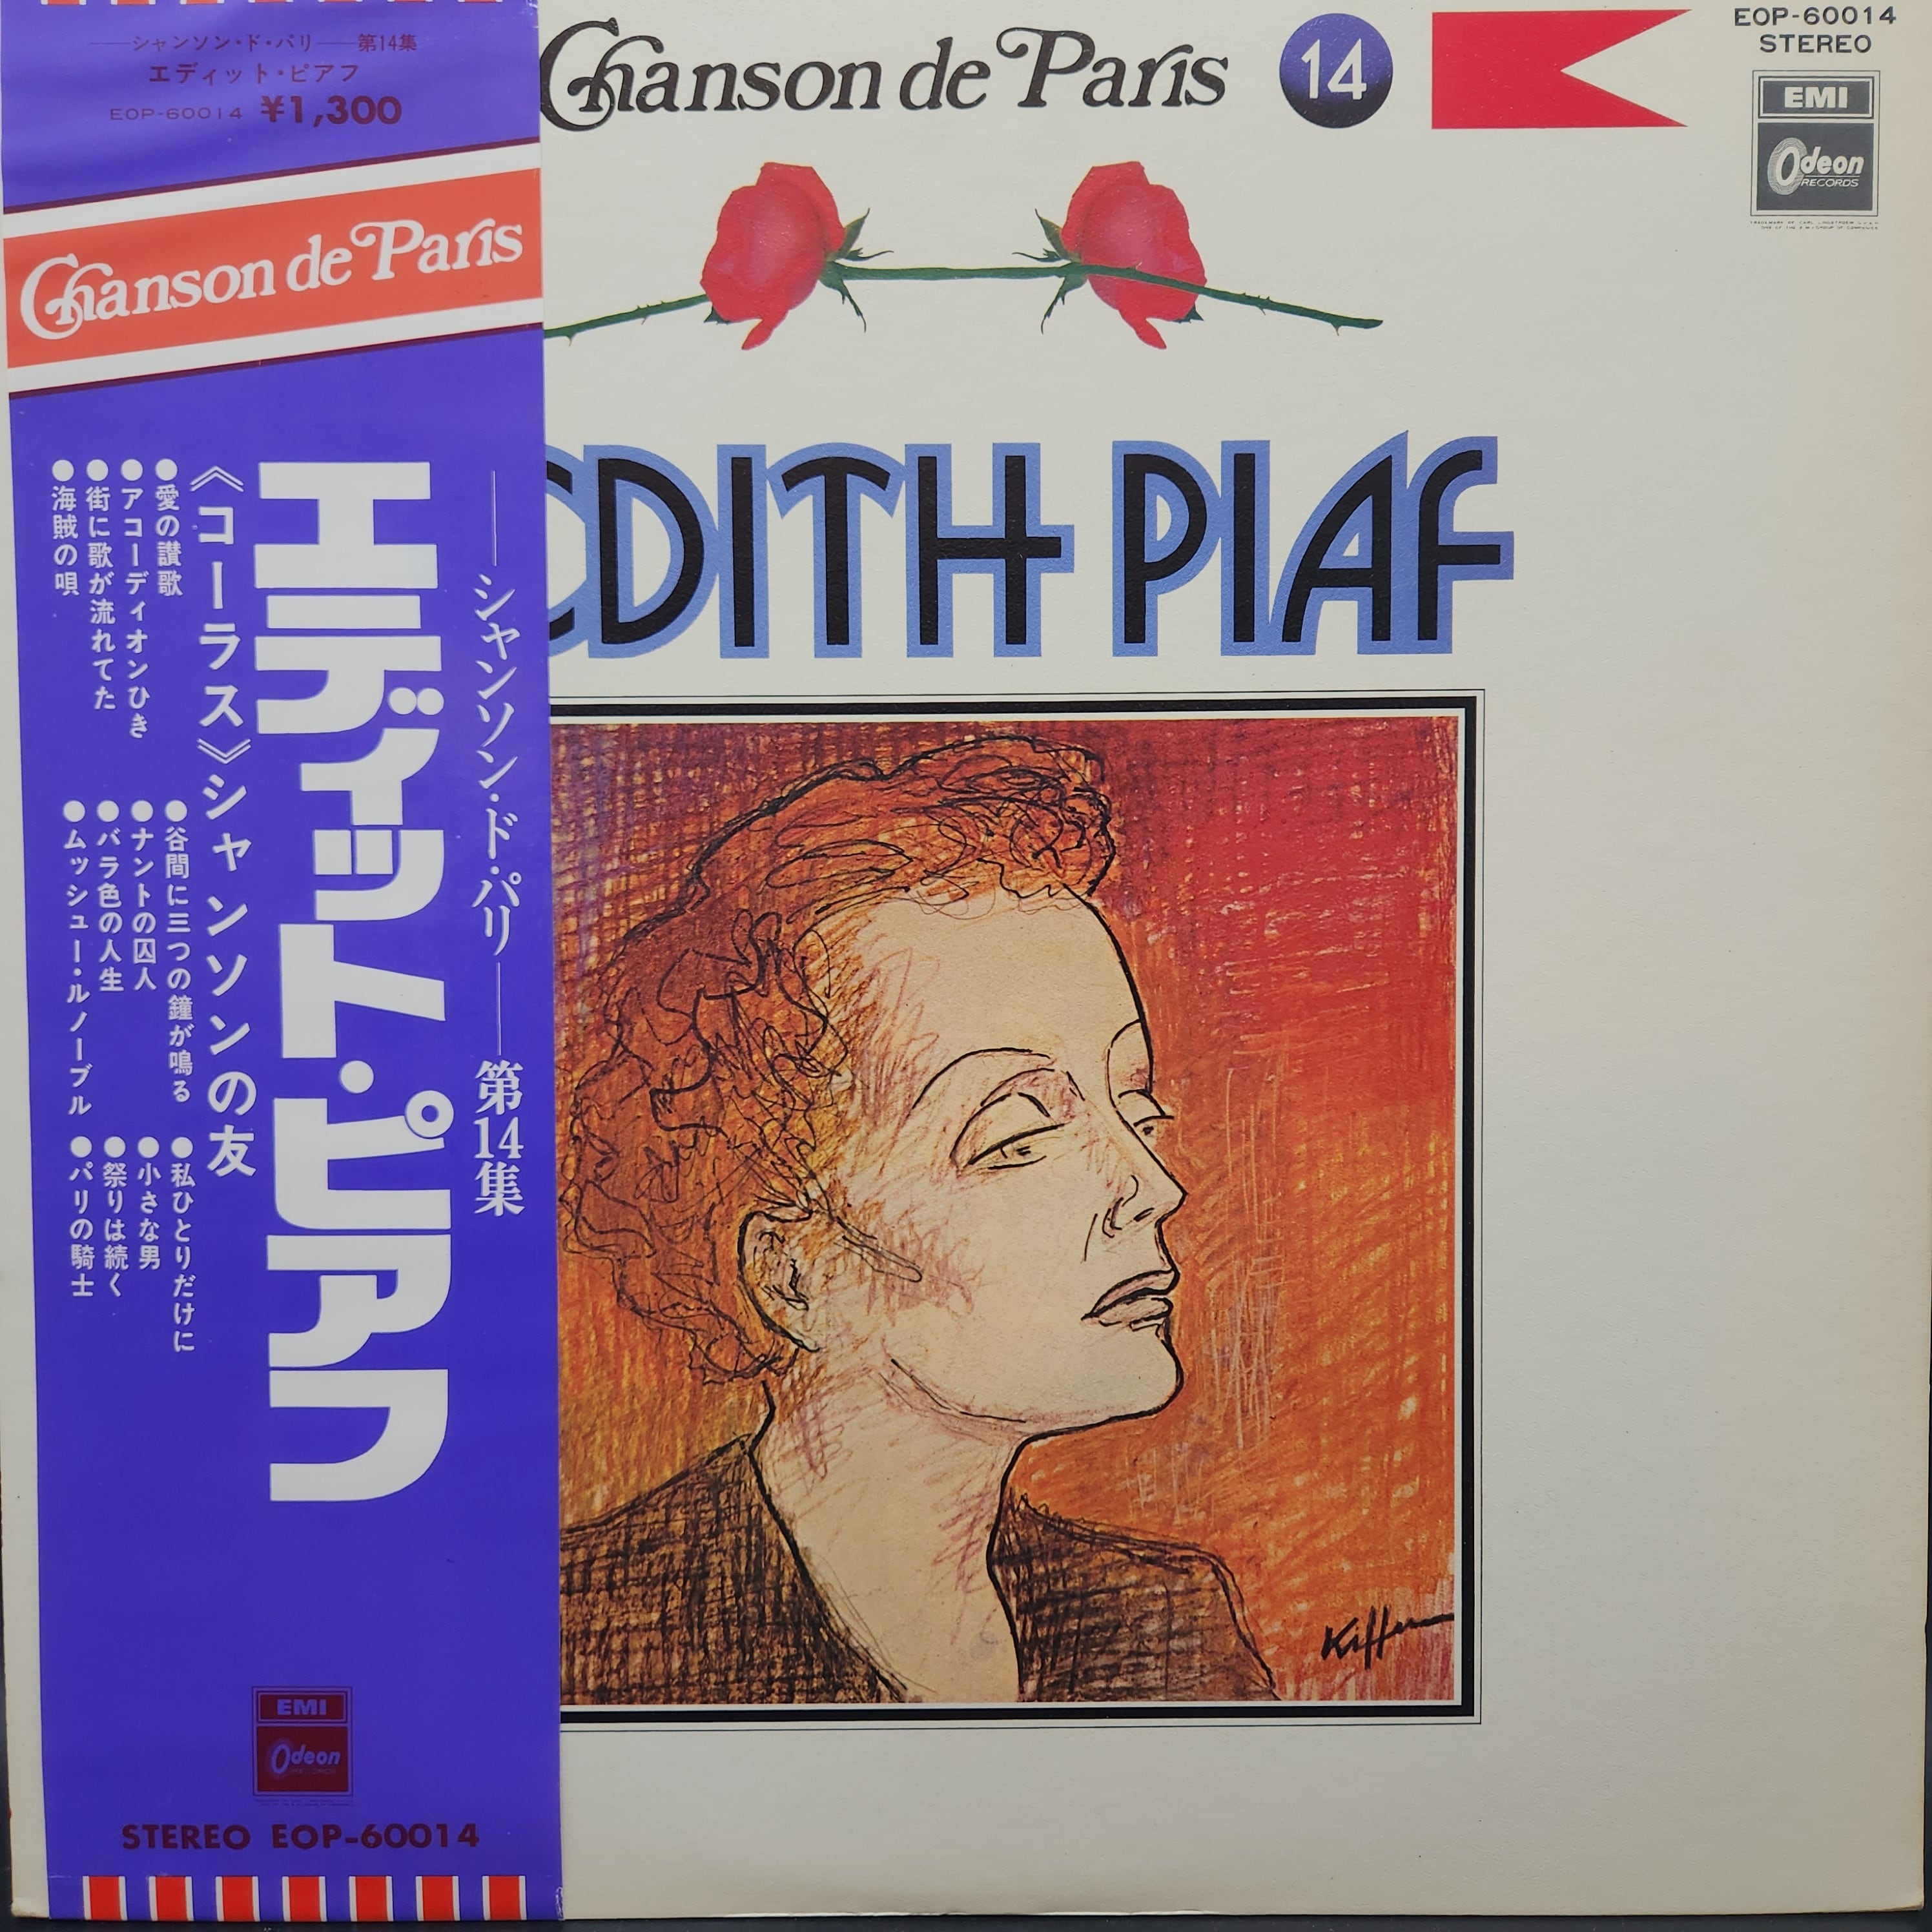 ——シャンソン・ド・パリ——第14集
エディット・ピアフ
EOP-60014 ¥1,300
Chanson de Paris
——シャンソン・ド・パリ——第14集
エディット・ピアフ
《コーラス》シャンソンの友
●愛の讃歌
●アコーディオンひき
●街に歌が流れてた
●海賊の唄
●谷間に三つの鐘が鳴る
●ナントの囚人
●バラ色の人生
●ムッシュー・ルノーブル
●私ひとりだけに
●小さな男
●祭りは続く
●パリの騎士
EMI
Odeon
STEREO EOP-60014
Chanson de Paris 14
EOP-60014
STEREO
EMI
Odeon
RECORDS
EDITH PIAF